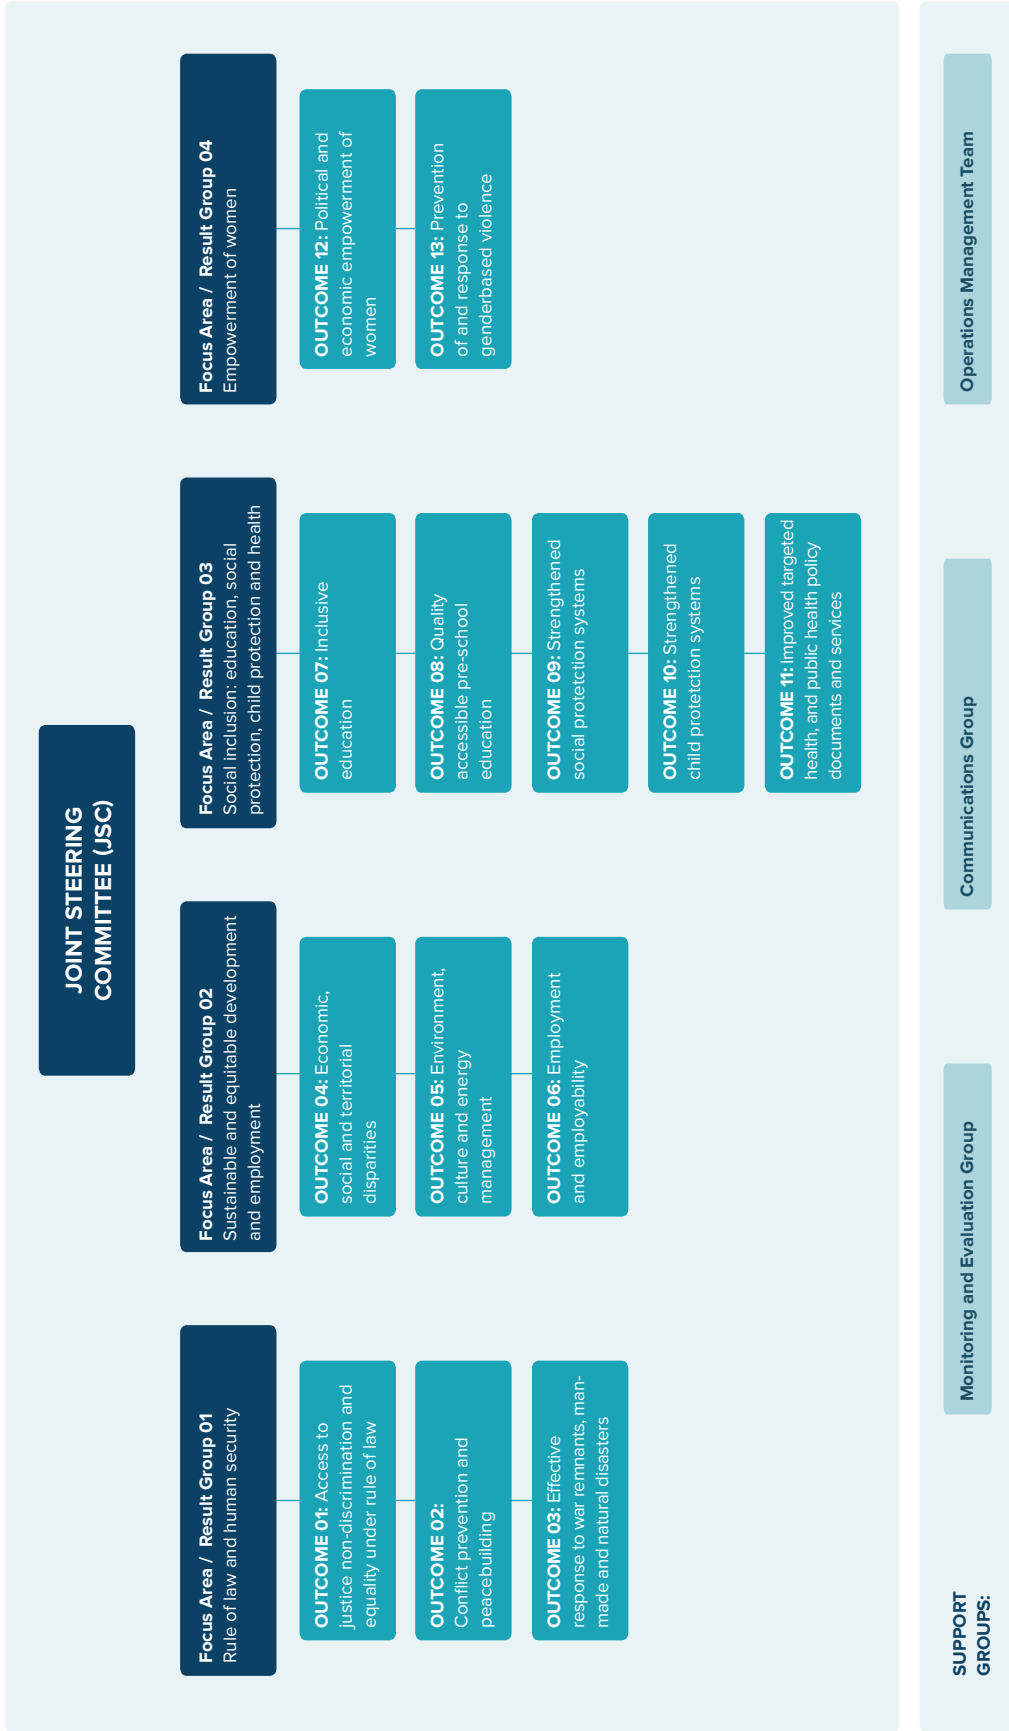 JOINT STEERING
COMMITTEE (JSC)
Focus Area / Result Group 01
Rule of law and human security
OUTCOME 01: Access to
justice non-discrimination and
equality under rule of law
OUTCOME 02:
Conflict prevention and
peacebuilding
OUTCOME 03: Effective
response to war remnants, man-
made and natural disasters
Focus Area / Result Group 02
Sustainable and equitable development
and employment
OUTCOME 04: Economic,
social and territorial
disparities
OUTCOME 05: Environment,
culture and energy
management
OUTCOME 06: Employment
and employability
Focus Area / Result Group 03
Social inclusion: education, social
protection, child protection and health
OUTCOME 07: Inclusive
education
OUTCOME 08: Quality
accessible pre-school
education
OUTCOME 09: Strengthened
social protetction systems
OUTCOME 10: Strengthened
child protetction systems
OUTCOME 11: Improved targeted
health, and public health policy
documents and services
Focus Area / Result Group 04
Empowerment of women
OUTCOME 12: Political and
economic empowerment of
women
OUTCOME 13: Prevention
of and response to
genderbased violence
SUPPORT
GROUPS:
Monitoring and Evaluation Group
Communications Group
Operations Management Team